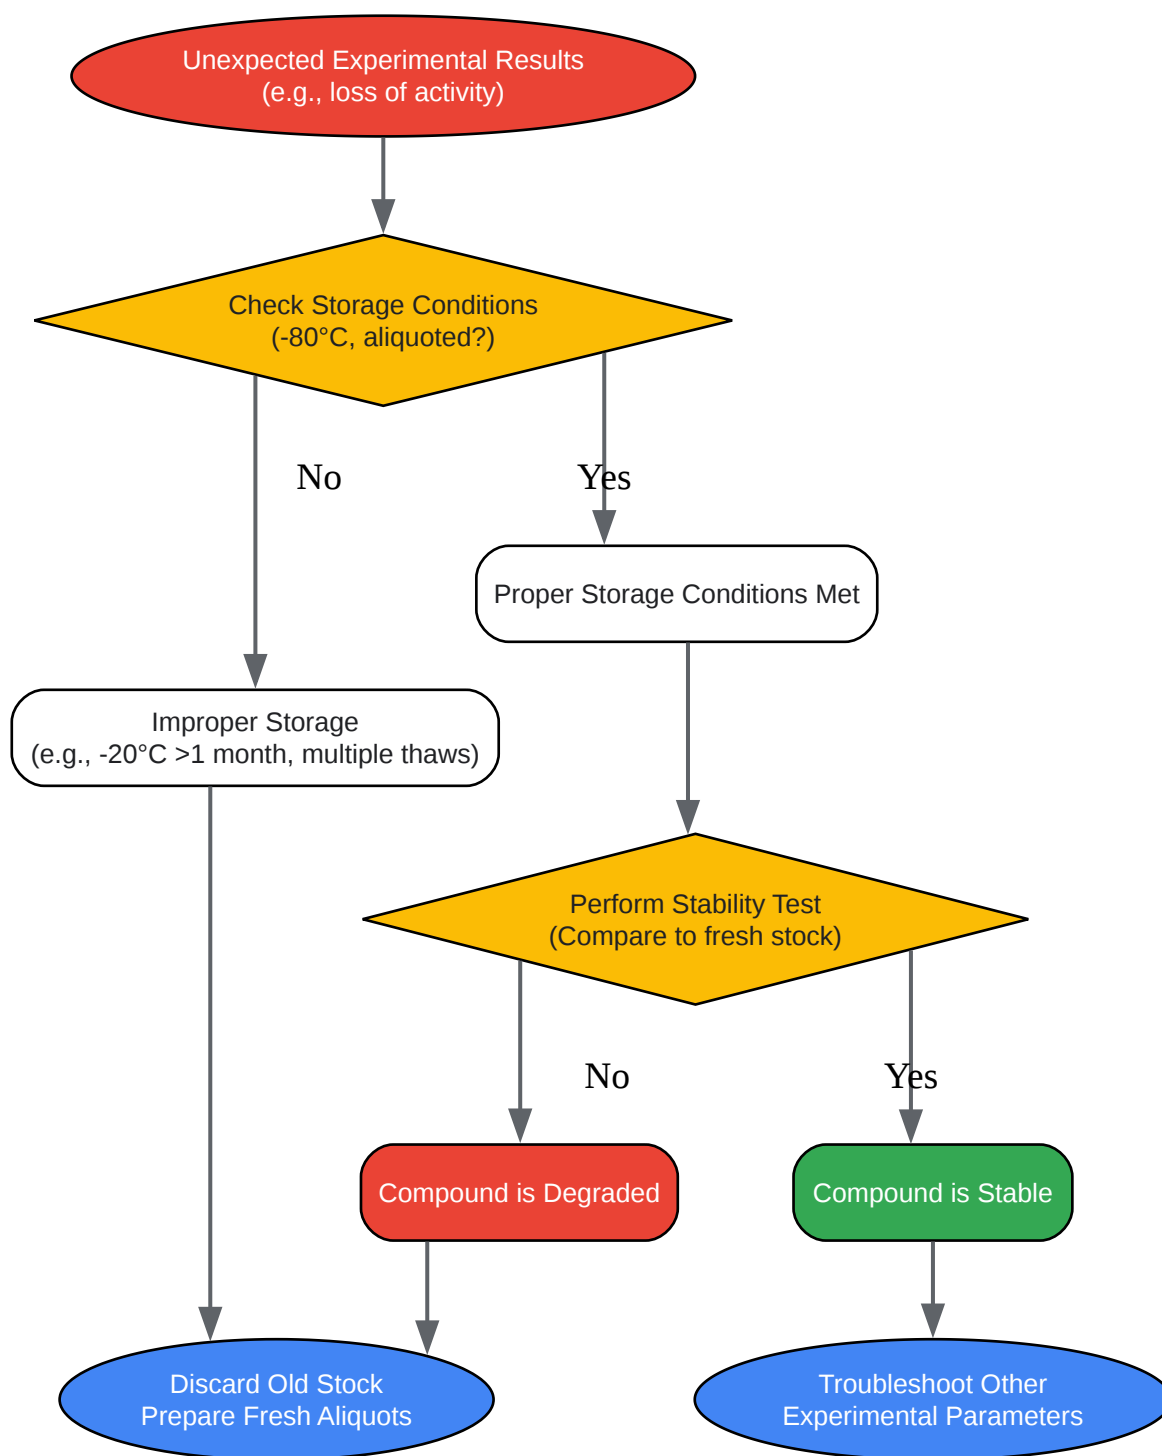 Unexpected Experimental Results
(e.g., loss of activity)
Check Storage Conditions
(-80°C, aliquoted?)
No
Yes
Proper Storage Conditions Met
Improper Storage
(e.g., -20°C >1 month, multiple thaws)
Perform Stability Test
(Compare to fresh stock)
No
Yes
Compound is Degraded
Compound is Stable
Discard Old Stock
Prepare Fresh Aliquots
Troubleshoot Other
Experimental Parameters